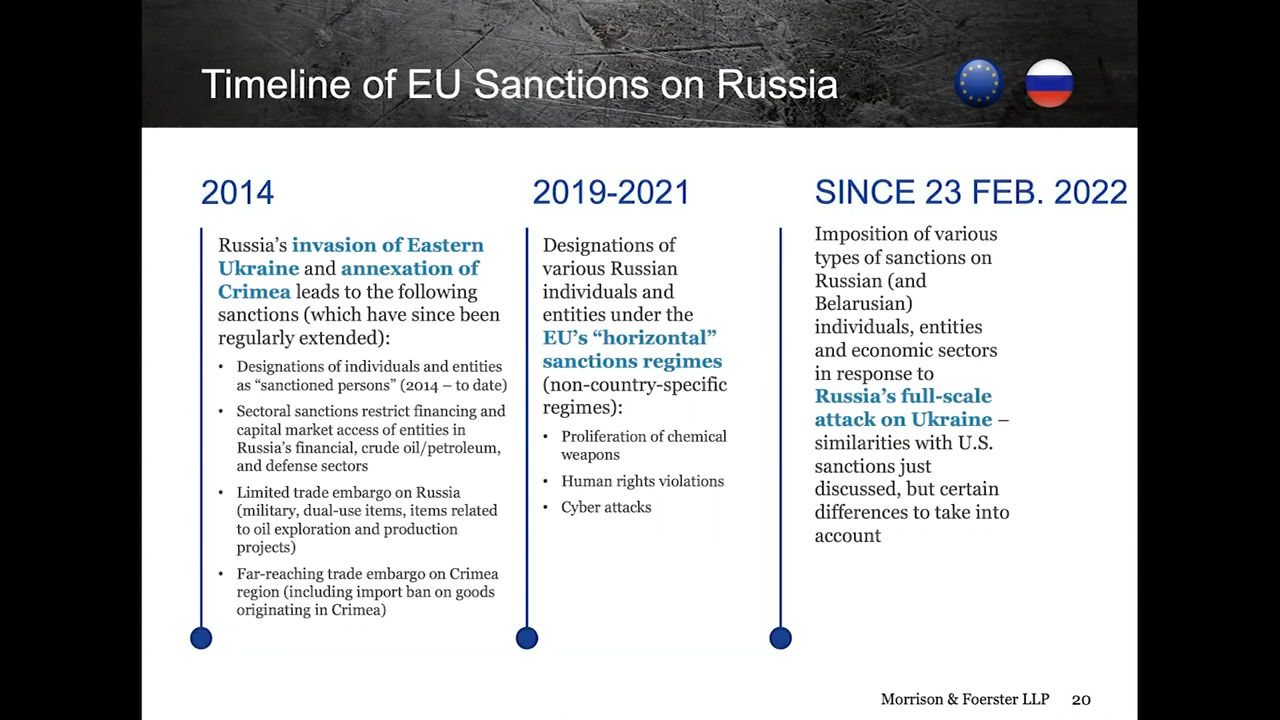 Timeline of EU Sanctions on Russia
2014
Russia's invasion of Eastern
Ukraine and annexation of
Crimea leads to the following
sanctions (which have since been
regularly extended):
• Designations of individuals and entities
as “sanctioned persons” (2014 – to date)
• Sectoral sanctions restrict financing and
capital market access of entities in
Russia's financial, crude oil/petroleum,
and defense sectors
• Limited trade embargo on Russia
(military, dual-use items, items related
to oil exploration and production
projects)
• Far-reaching trade embargo on Crimea
region (including import ban on goods
originating in Crimea)
2019-2021
Designations of
various Russian
individuals and
entities under the
EU's “horizontal”
sanctions regimes
(non-country-specific
regimes):
• Proliferation of chemical
weapons
• Human rights violations
• Cyber attacks
SINCE 23 FEB. 2022
Imposition of various
types of sanctions on
Russian (and
Belarusian)
individuals, entities
and economic sectors
in response to
Russia's full-scale
attack on Ukraine –
similarities with U.S.
sanctions just
discussed, but certain
differences to take into
account
Morrison & Foerster LLP 20